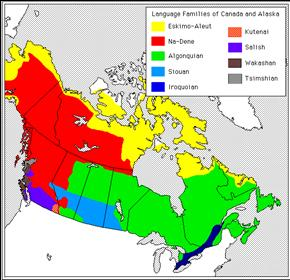 Language Families of Canada and Alaska
Eskimo-Aleut
Na-Dene
Algonquian
Siouan
Iroquoian
Kutenai
Salish
Wakashan
Tsimshian